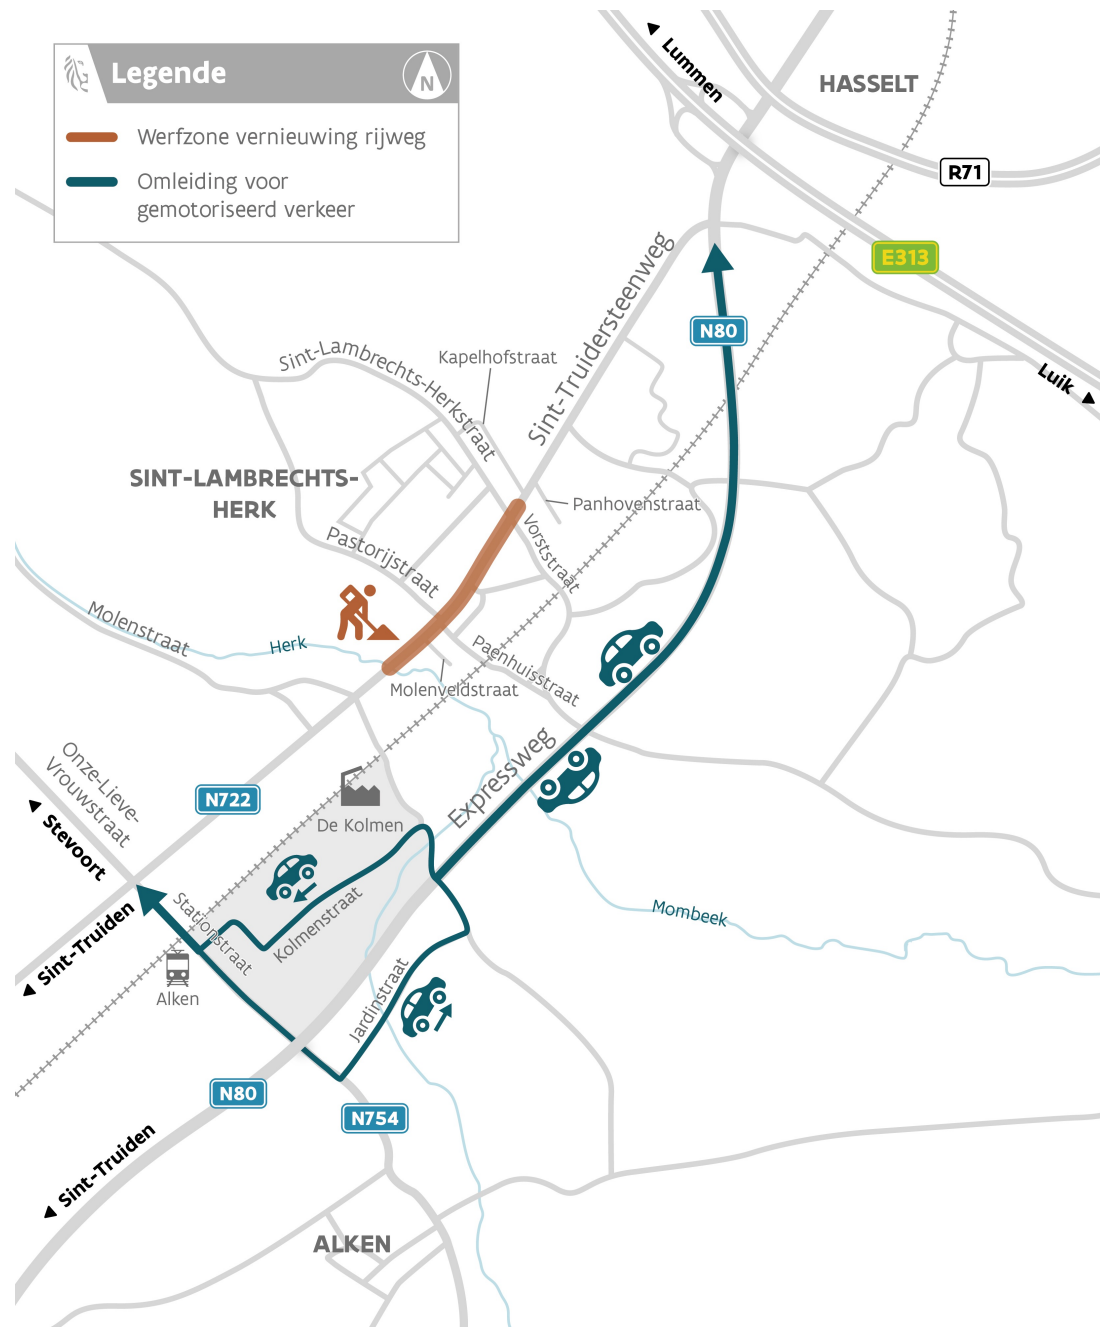 Legende
N
Werfzone vernieuwing rijweg
Omleiding voor
gemotoriseerd verkeer
Lummen
HASSELT
R71
E313
Luik
N80
Sint-Truidersteenweg
Sint-Lambrechts-Herkstraat
Kapelhofstraat
SINT-LAMBRECHTS-
HERK
Panhovenstraat
Vorststraat
Pastorijstraat
Molenstraat
Herk
Paenhuisstraat
Molenveldstraat
Expressweg
Onze-Lieve-
Vrouwstraat
N722
De Kolmen
Stevoort
Sint-Truiden
Stationstraat
Kolmenstraat
Mombeek
Alken
Jardinstraat
N80
N754
Sint-Truiden
ALKEN